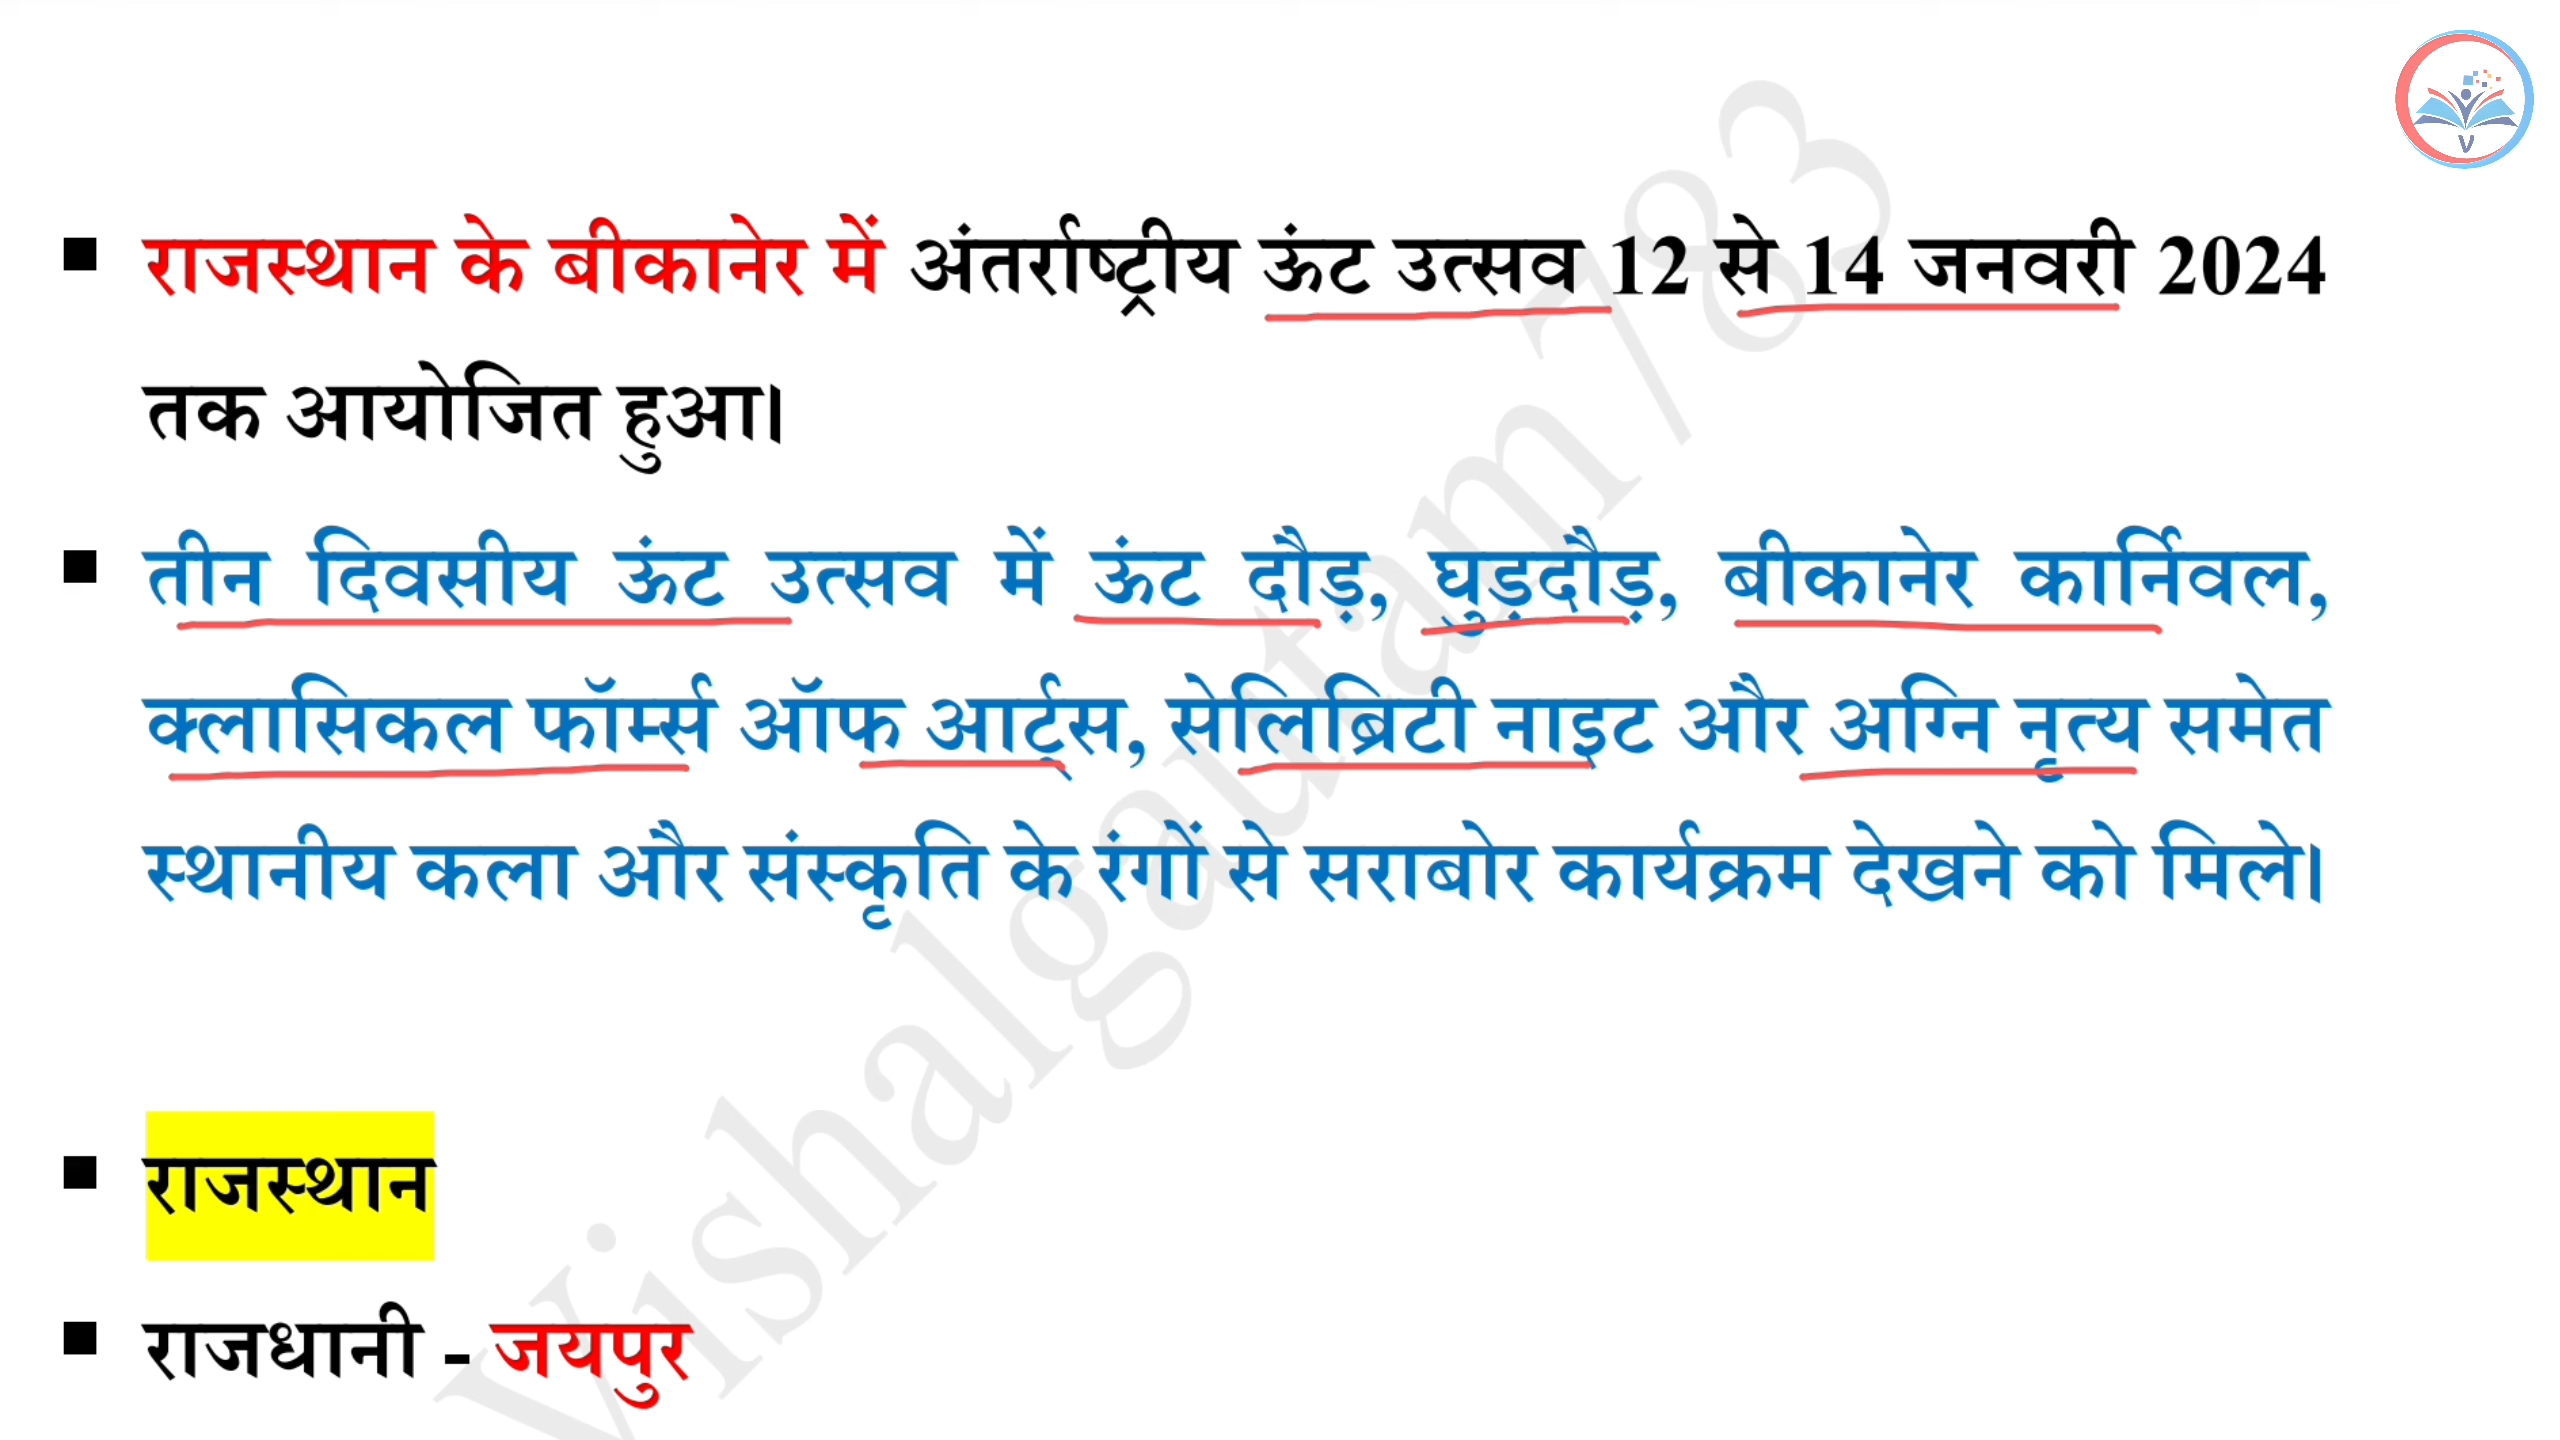 ▪ राजस्थान के बीकानेर में अंतर्राष्ट्रीय ऊंट उत्सव 12 से 14 जनवरी 2024
तक आयोजित हुआ।
▪ तीन दिवसीय ऊंट उत्सव में ऊंट दौड़, घुड़दौड़, बीकानेर कार्निवल,
क्लासिकल फॉर्म्स ऑफ आर्ट्स, सेलिब्रिटी नाइट और अग्नि नृत्य समेत
स्थानीय कला और संस्कृति के रंगों से सराबोर कार्यक्रम देखने को मिले।
▪ राजस्थान
▪ राजधानी - जयपुर
Vishalgautam783
V